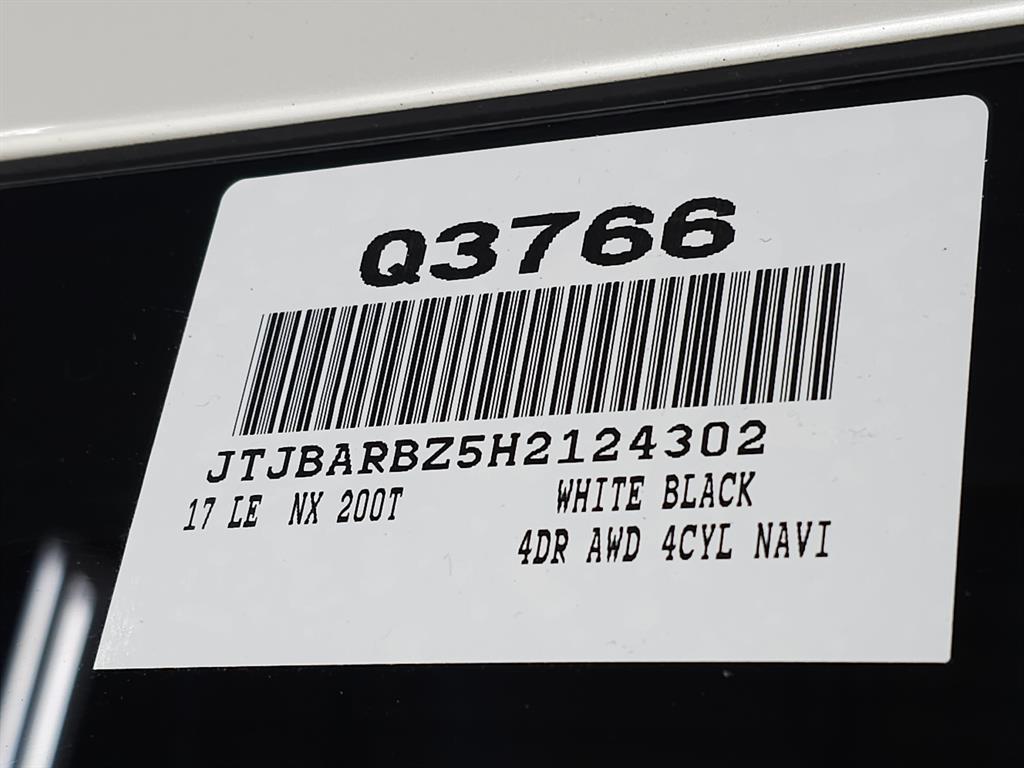 Q3766
JTJBARBZ5H2124302
17 LE NX 200T
WHITE BLACK
4DR AWD 4CYL NAVI